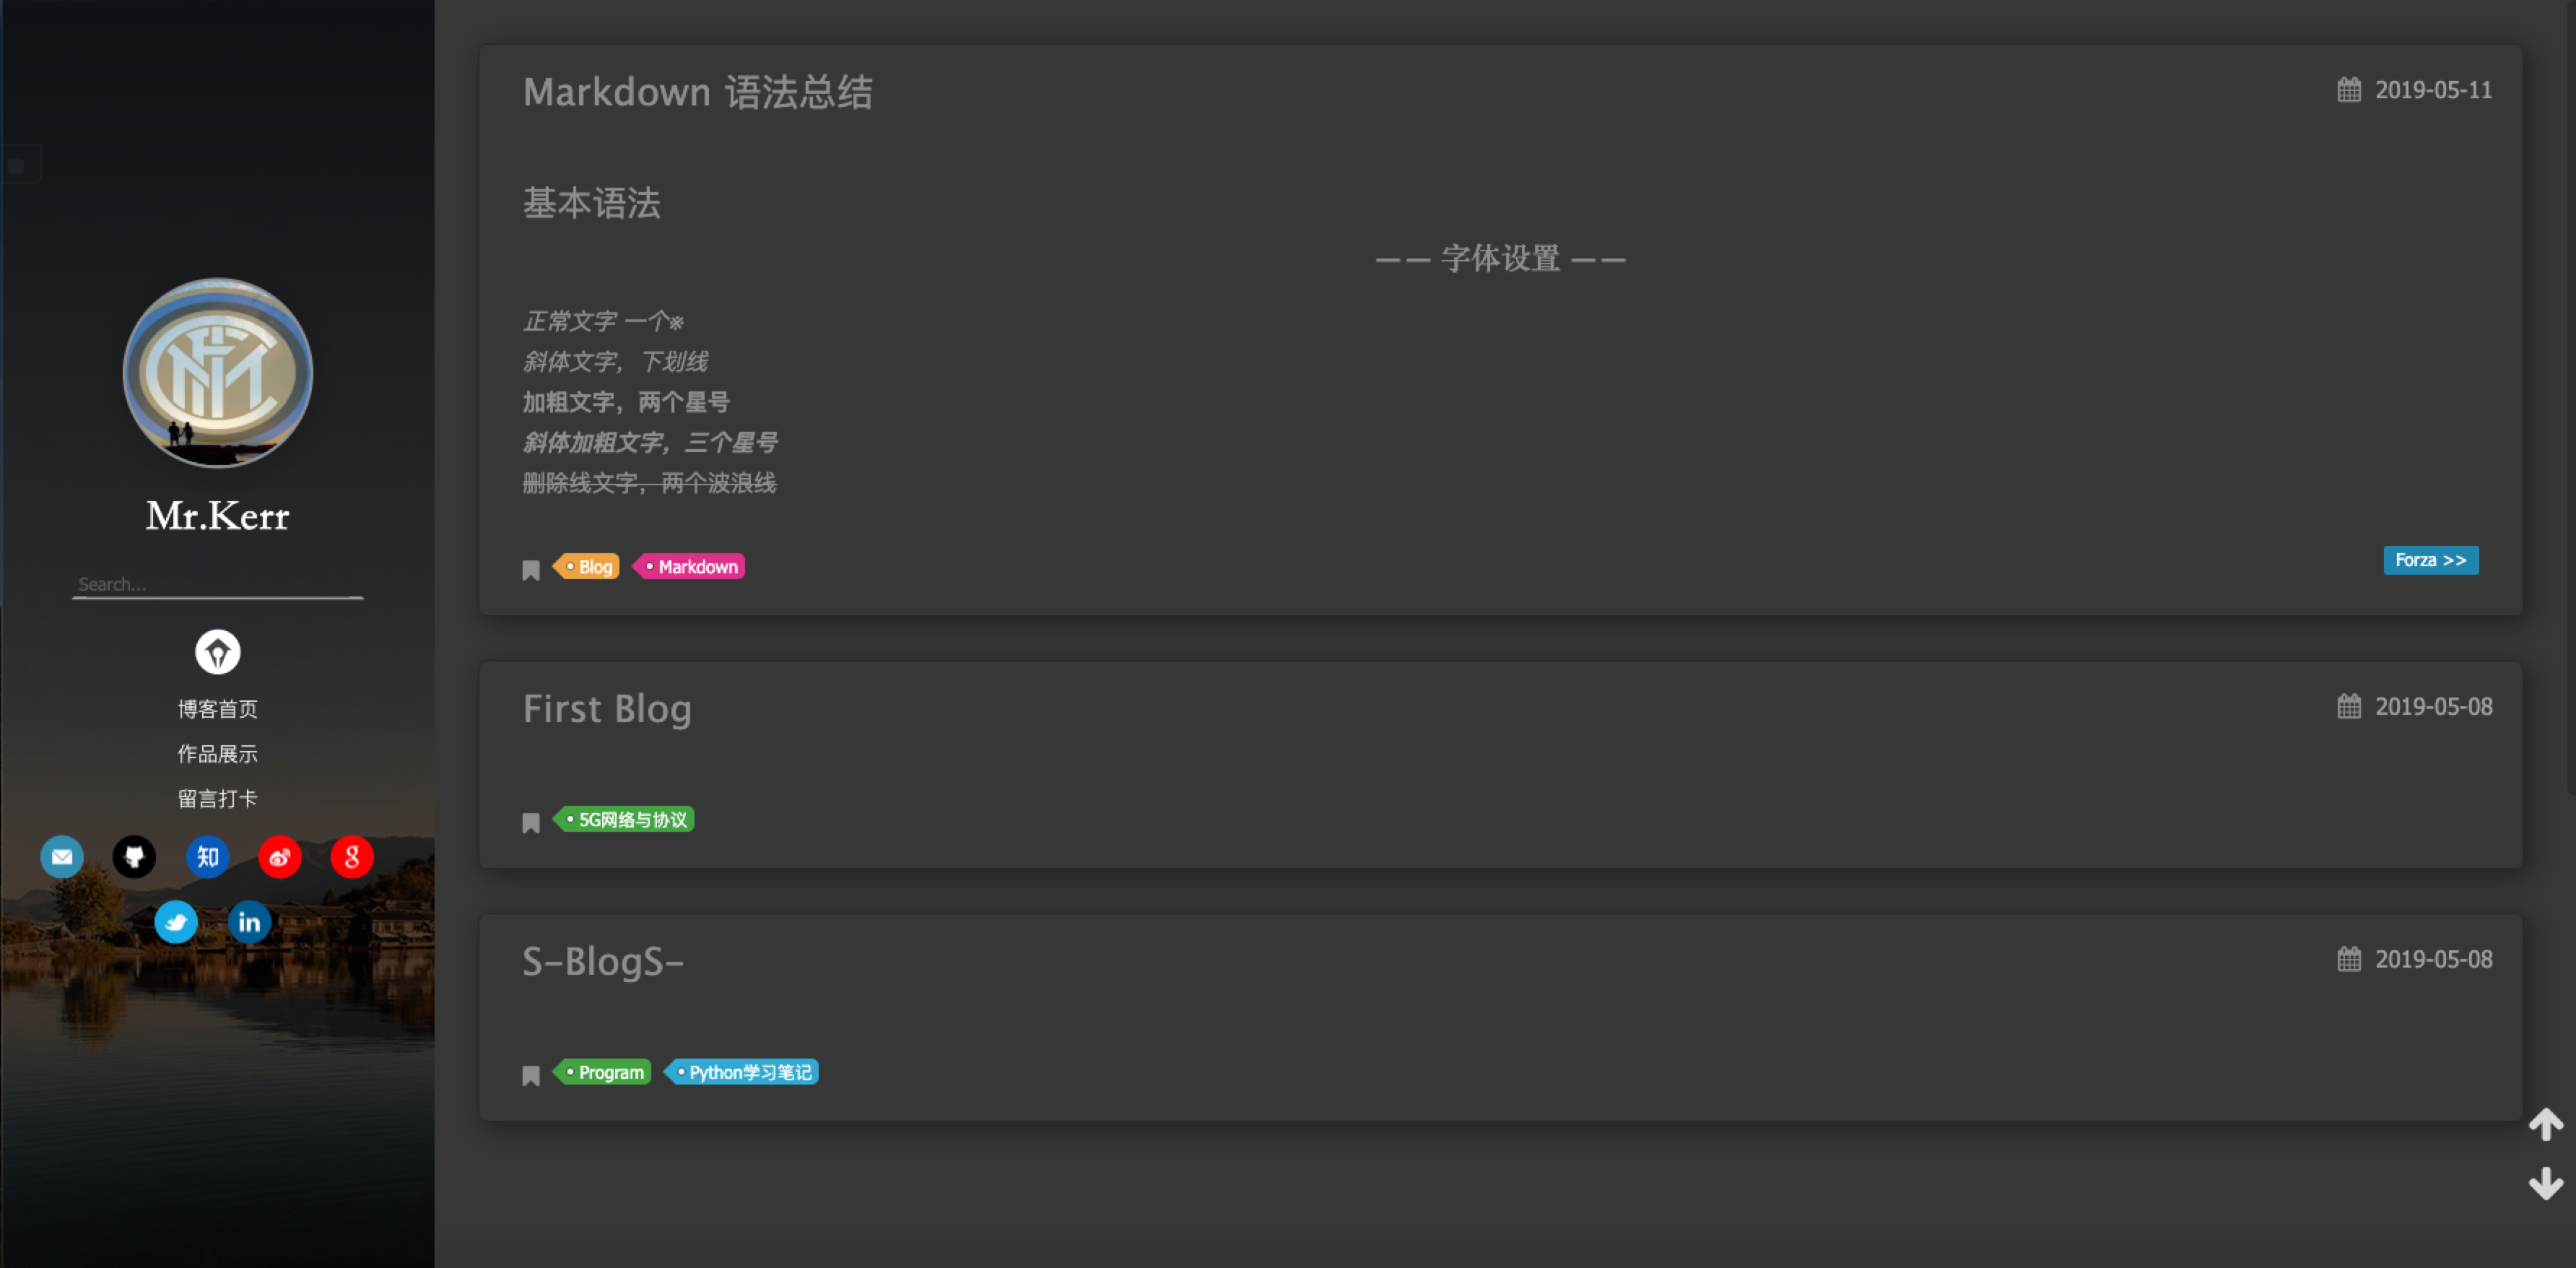 Mr.Kerr
Search...
博客首页
作品展示
留言打卡
知
g
in
Markdown 语法总结
2019-05-11
基本语法
—— 字体设置 ——
正常文字 一个※
斜体文字，下划线
加粗文字，两个星号
斜体加粗文字，三个星号
删除线文字，两个波浪线
Blog Markdown
Forza >>
First Blog
2019-05-08
5G网络与协议
S-BlogS-
2019-05-08
Program Python学习笔记